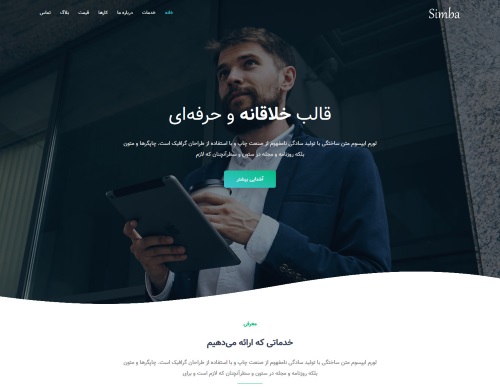 Simba
خانه خدمات درباره ما کارها قیمت بلاگ تماس
قالب خلاقانه و حرفه‌ای
لورم ایپسوم متن ساختگی با تولید سادگی نامفهوم از صنعت چاپ و با استفاده از طراحان گرافیک است. چاپگرها و متون
بلکه روزنامه و مجله در ستون و سطرآنچنان که لازم
آشنایی بیشتر
معرفی
خدماتی که ارائه می‌دهیم
لورم ایپسوم متن ساختگی با تولید سادگی نامفهوم از صنعت چاپ و با استفاده از طراحان گرافیک است. چاپگرها و متون
بلکه روزنامه و مجله در ستون و سطرآنچنان که لازم است و برای